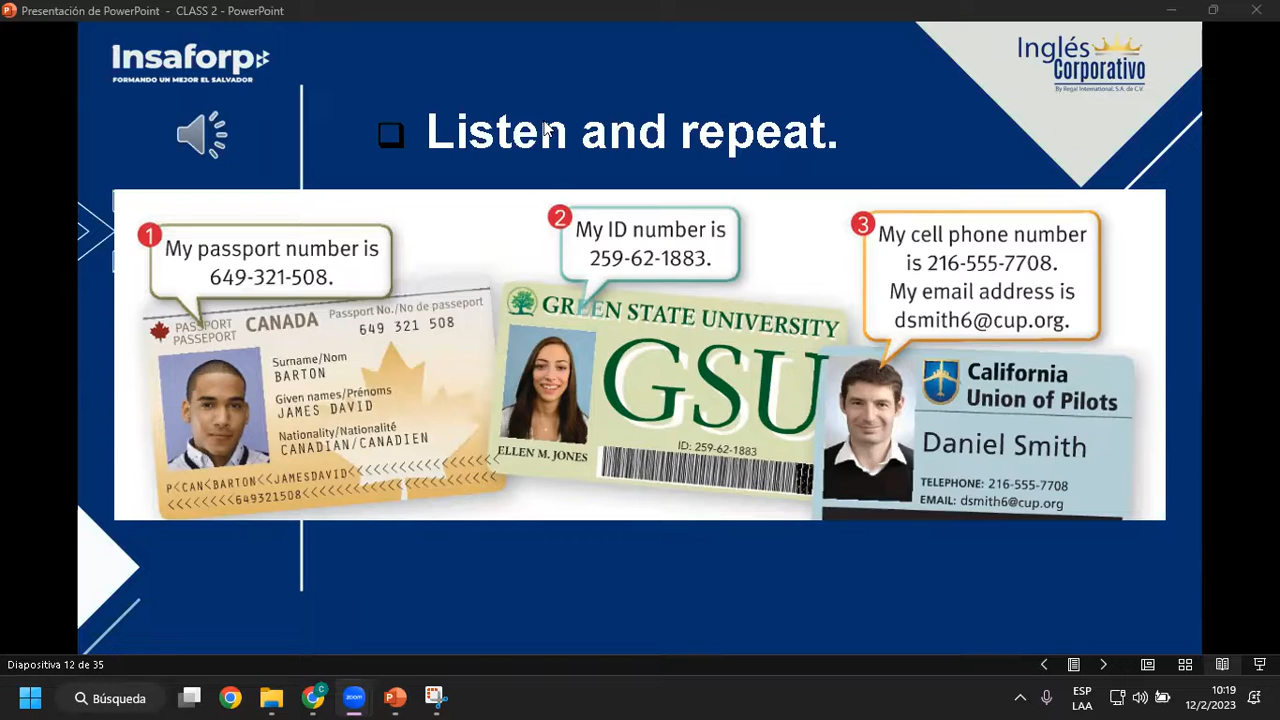 Presentación de PowerPoint - CLASS 2 - PowerPoint
Insaforp
FORMANDO UN MEJOR EL SALVADOR
Inglés
Corporativo
By Regal International, S.A. de C.V.
Listen and repeat.
1
My passport number is
649-321-508.
2
My ID number is
259-62-1883.
3
My cell phone number
is 216-555-7708.
My email address is
dsmith6@cup.org.
PASSPORT
PASSEPORT
CANADA
Passport No./No de passeport
649 321 508
Surname/Nom
BARTON
Given names/Prénoms
JAMES DAVID
Nationality/Nationalité
CANADIAN/CANADIEN
P<CAN<BARTON<<JAMESDAVID<<<<<<<<<<<<<<<
<<<<<<<649321508<<<<<<<<<<<<<<<<<<<<
GREEN STATE UNIVERSITY
GSU
ID: 259-62-1883
ELLEN M. JONES
California
Union of Pilots
Daniel Smith
TELEPHONE: 216-555-7708
EMAIL: dsmith6@cup.org
Diapositiva 12 de 35
Búsqueda
C
zoom
ESP
LAA
10:19
12/2/2023